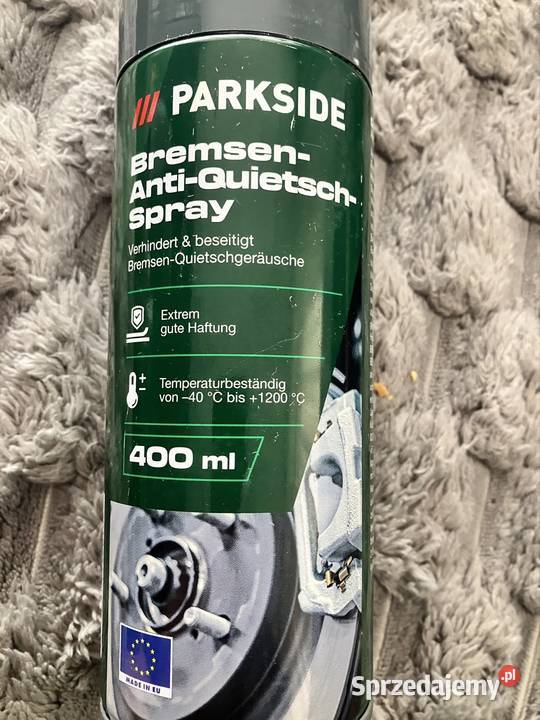 PARKSIDE
Bremsen-
Anti-Quietsch-
Spray
Verhindert & beseitigt
Bremsen-Quietschgeräusche
Extrem
gute Haftung
Temperaturbeständig
von –40 °C bis +1200 °C
400 ml
MADE IN EU
Sprzedajemy.pl